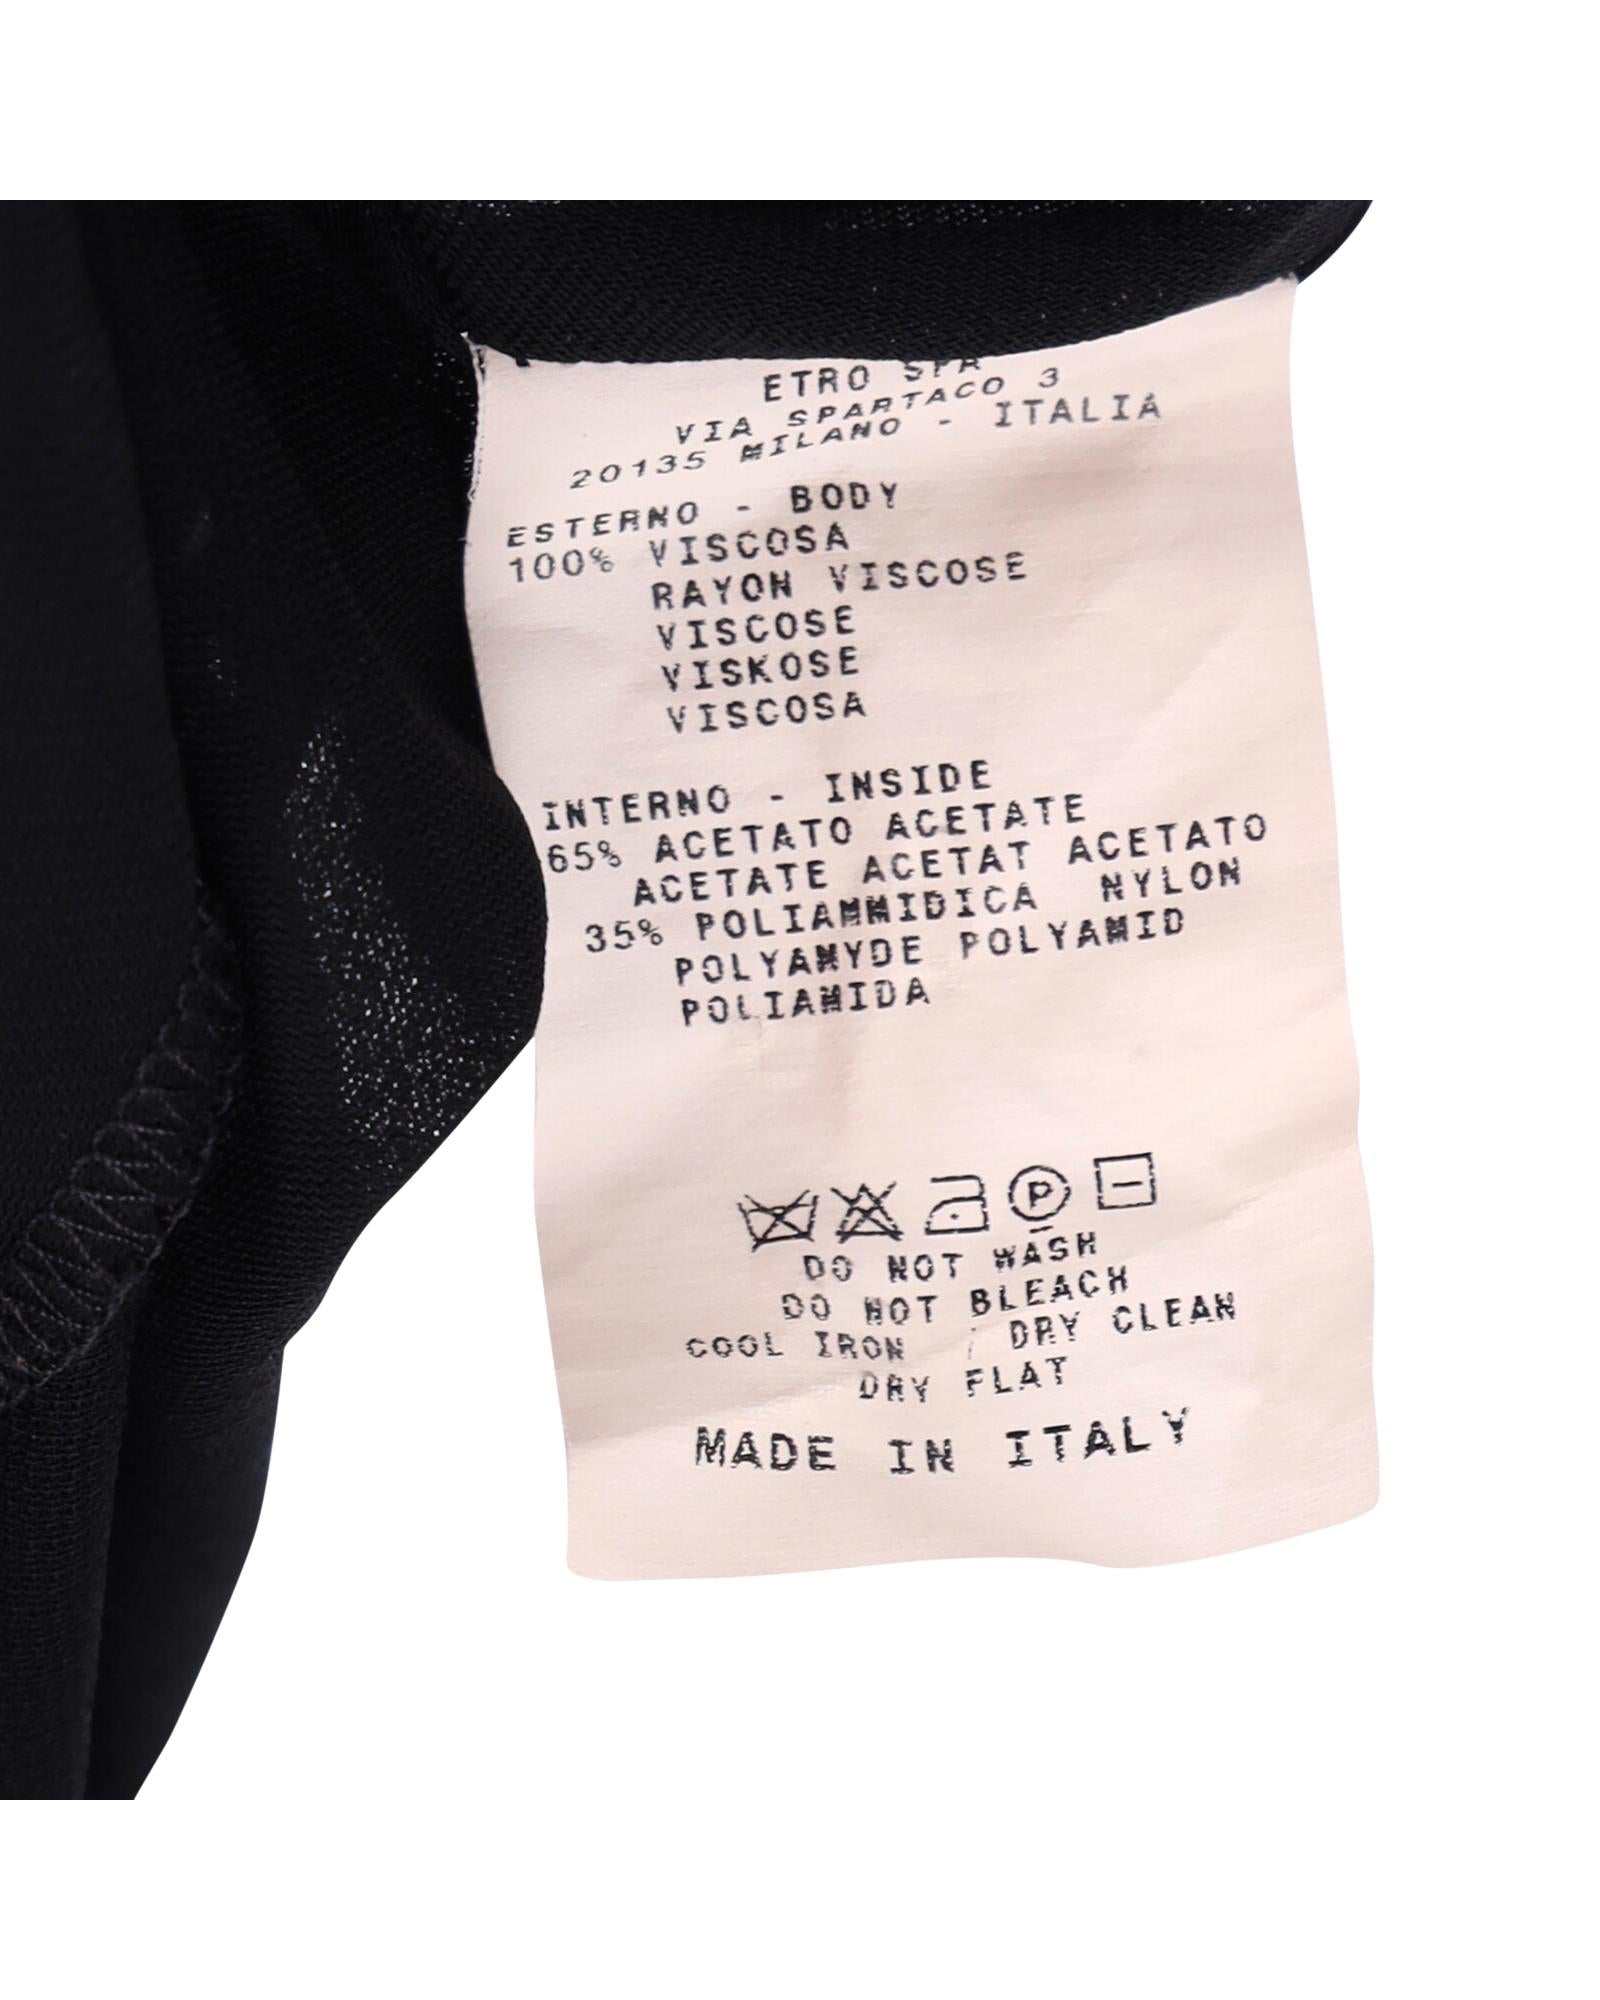 ETRO SPA
VIA SPARTACO 3
20135 MILANO - ITALIA
ESTERNO - BODY
100% VISCOSA
RAYON VISCOSE
VISCOSE
VISKOSE
VISCOSA
INTERNO - INSIDE
65% ACETATO ACETATE
ACETATE ACETAT ACETATO
35% POLIAMMIDICA NYLON
POLYAMYDE POLYAMID
POLIAMIDA
P
DO NOT WASH
DO NOT BLEACH
COOL IRON / DRY CLEAN
DRY FLAT
MADE IN ITALY